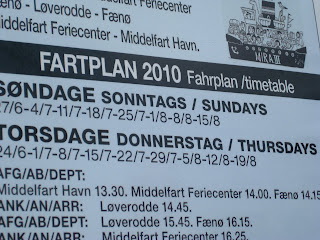 ddelfart Feriecenter
- Løverodde - Fænø
Middelfart Feriecenter - Middelfart Havn.
MIRA III
FARTPLAN 2010 Fahrplan /timetable
SØNDAGE SONNTAGS / SUNDAYS
27/6-4/7-11/7-18/7-25/7-1/8-8/8-15/8
TORSDAGE DONNERSTAG / THURSDAYS
24/6-1/7-8/7-15/7-22/7-29/7-5/8-12/8-19/8
AFG/AB/DEPT:
Middelfart Havn 13.30. Middelfart Feriecenter 14.00. Fænø 14.15
ANK/AN/ARR: Løverodde 14.45.
AFG/AB/DEPT: Løverodde 15.45. Fænø 16.15.
ANK/AN/ARR: Middelfart Feriecenter 16.25.